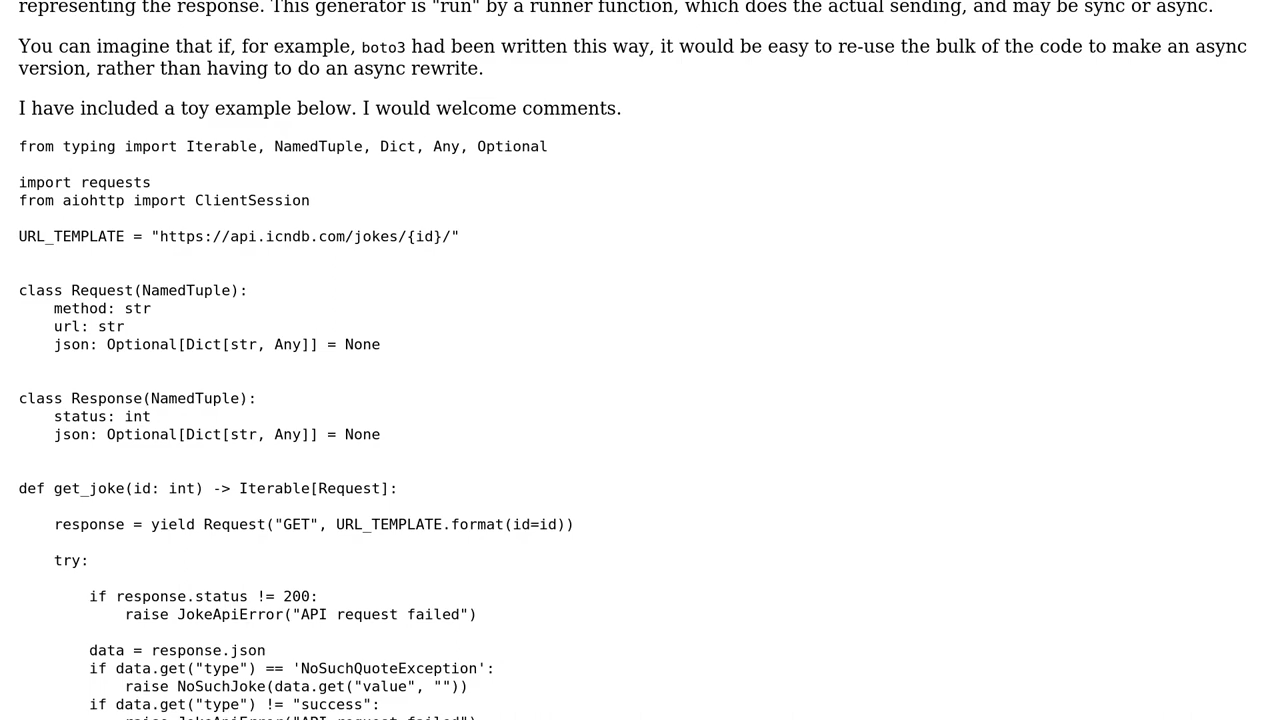 representing the response. This generator is "run" by a runner function, which does the actual sending, and may be sync or async.
You can imagine that if, for example, boto3 had been written this way, it would be easy to re-use the bulk of the code to make an async
version, rather than having to do an async rewrite.
I have included a toy example below. I would welcome comments.
from typing import Iterable, NamedTuple, Dict, Any, Optional
import requests
from aiohttp import ClientSession
URL_TEMPLATE = "https://api.icndb.com/jokes/{id}/"
class Request(NamedTuple):
    method: str
    url: str
    json: Optional[Dict[str, Any]] = None
class Response(NamedTuple):
    status: int
    json: Optional[Dict[str, Any]] = None
def get_joke(id: int) -> Iterable[Request]:
    response = yield Request("GET", URL_TEMPLATE.format(id=id))
    try:
        if response.status != 200:
            raise JokeApiError("API request failed")
        data = response.json
        if data.get("type") == 'NoSuchQuoteException':
            raise NoSuchJoke(data.get("value", ""))
        if data.get("type") != "success":
            raise JokeApiError("API request failed")